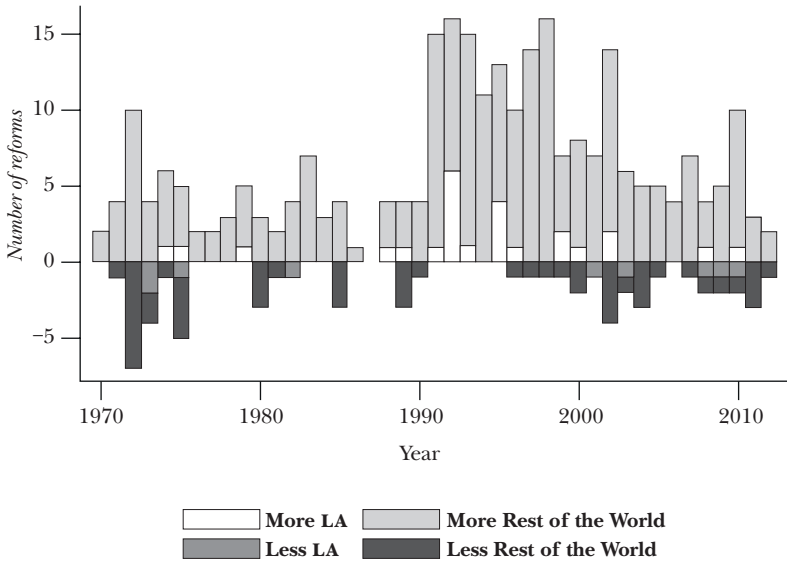 Number of reforms
15
10
5
0
–5
1970 1980 1990 2000 2010
Year
More LA More Rest of the World
Less LA Less Rest of the World